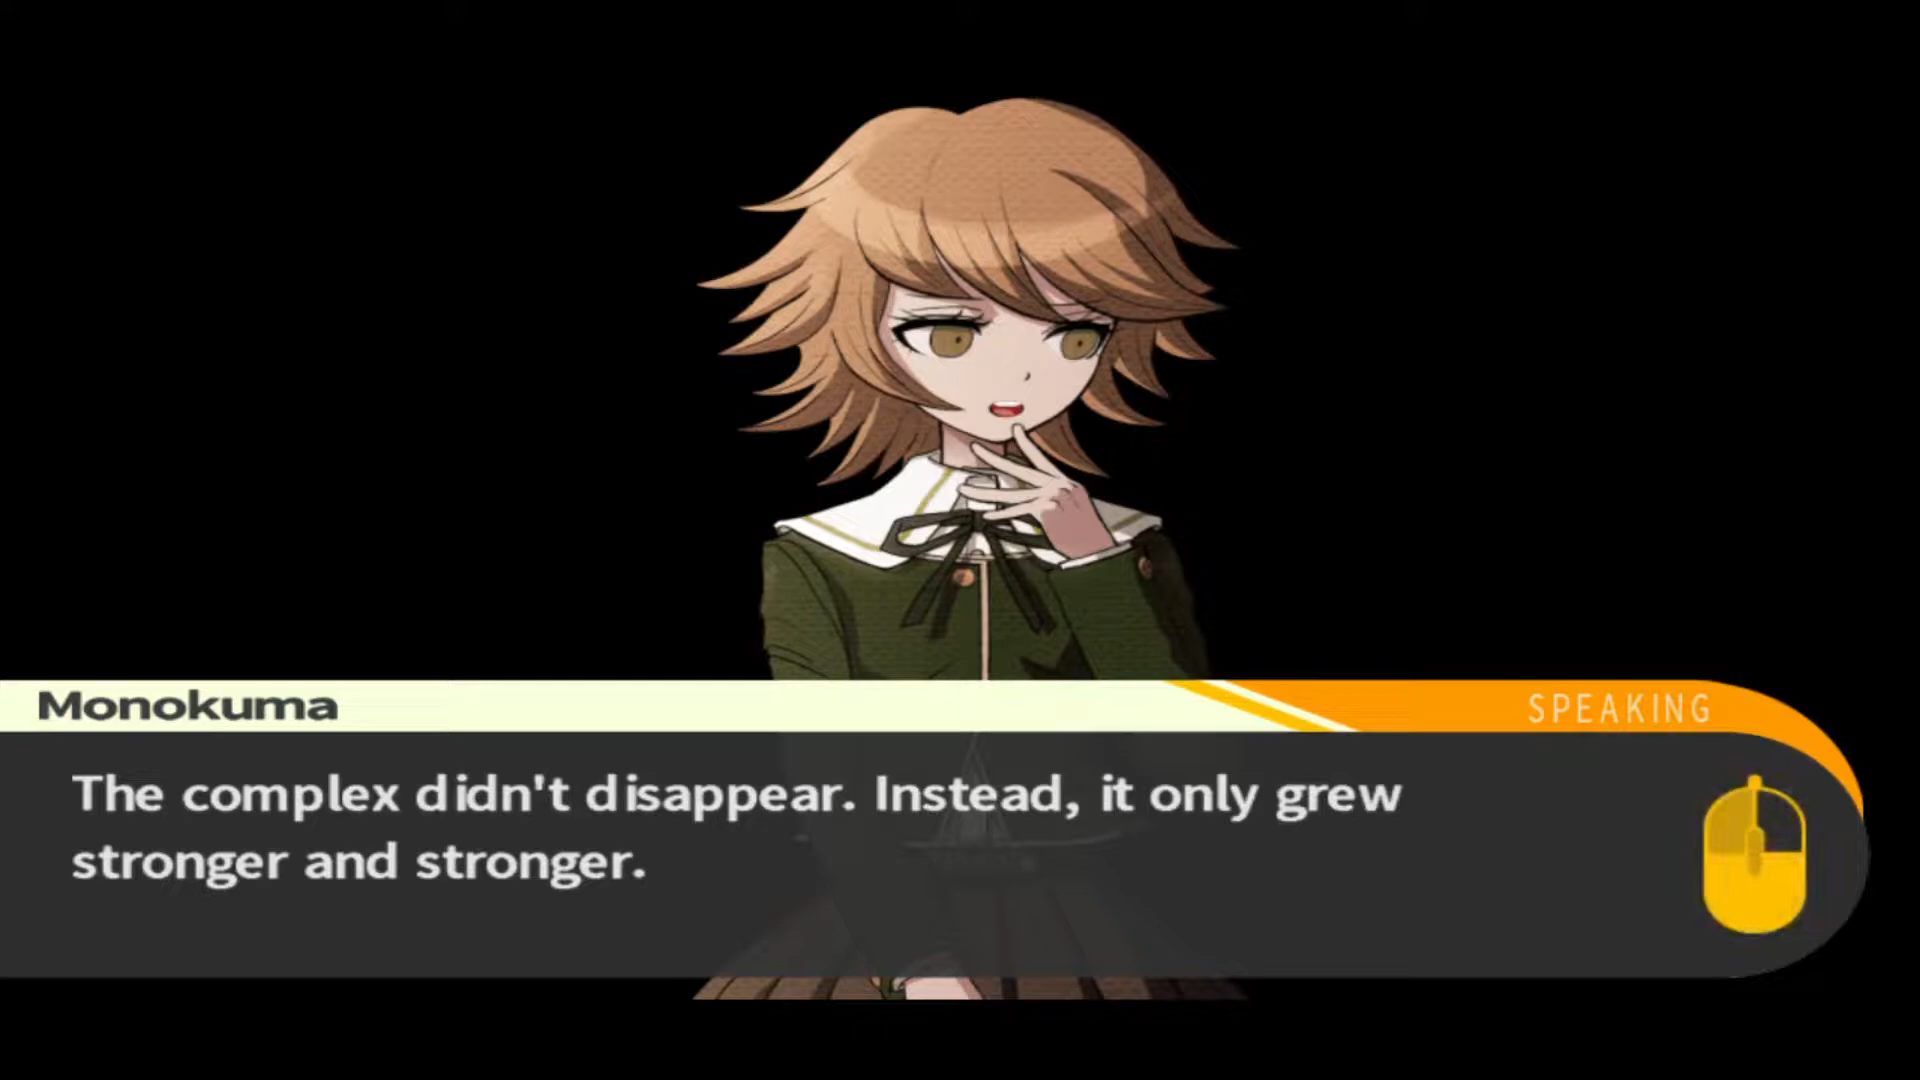 Monokuma
SPEAKING
The complex didn't disappear. Instead, it only grew
stronger and stronger.